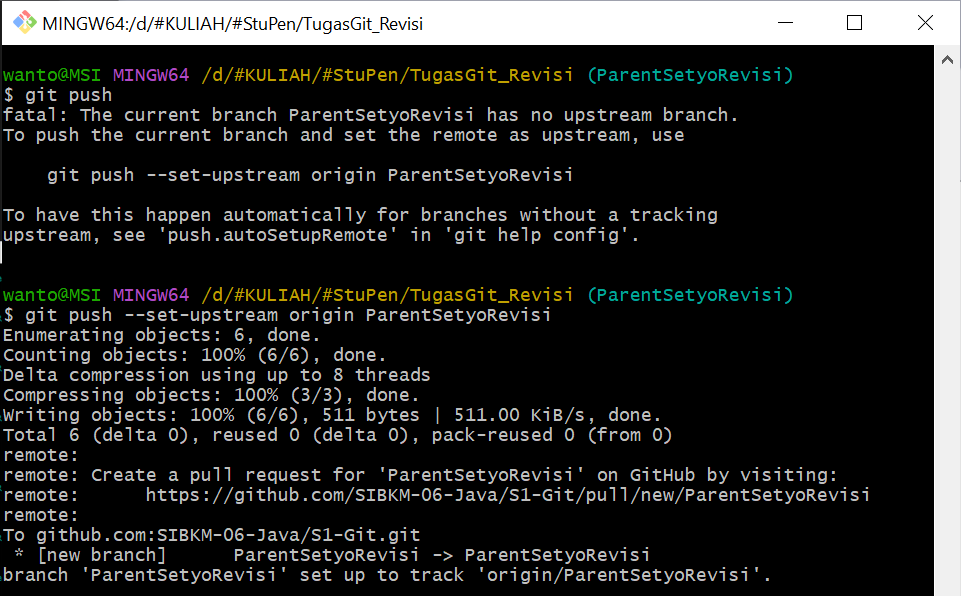 MINGW64:/d/#KULIAH/#StuPen/TugasGit_Revisi
wanto@MSI MINGW64 /d/#KULIAH/#StuPen/TugasGit_Revisi (ParentSetyoRevisi)
$ git push
fatal: The current branch ParentSetyoRevisi has no upstream branch.
To push the current branch and set the remote as upstream, use
    git push --set-upstream origin ParentSetyoRevisi
To have this happen automatically for branches without a tracking
upstream, see 'push.autoSetupRemote' in 'git help config'.
wanto@MSI MINGW64 /d/#KULIAH/#StuPen/TugasGit_Revisi (ParentSetyoRevisi)
$ git push --set-upstream origin ParentSetyoRevisi
Enumerating objects: 6, done.
Counting objects: 100% (6/6), done.
Delta compression using up to 8 threads
Compressing objects: 100% (3/3), done.
Writing objects: 100% (6/6), 511 bytes | 511.00 KiB/s, done.
Total 6 (delta 0), reused 0 (delta 0), pack-reused 0 (from 0)
remote:
remote: Create a pull request for 'ParentSetyoRevisi' on GitHub by visiting:
remote:      https://github.com/SIBKM-06-Java/S1-Git/pull/new/ParentSetyoRevisi
remote:
To github.com:SIBKM-06-Java/S1-Git.git
 * [new branch]      ParentSetyoRevisi -> ParentSetyoRevisi
branch 'ParentSetyoRevisi' set up to track 'origin/ParentSetyoRevisi'.